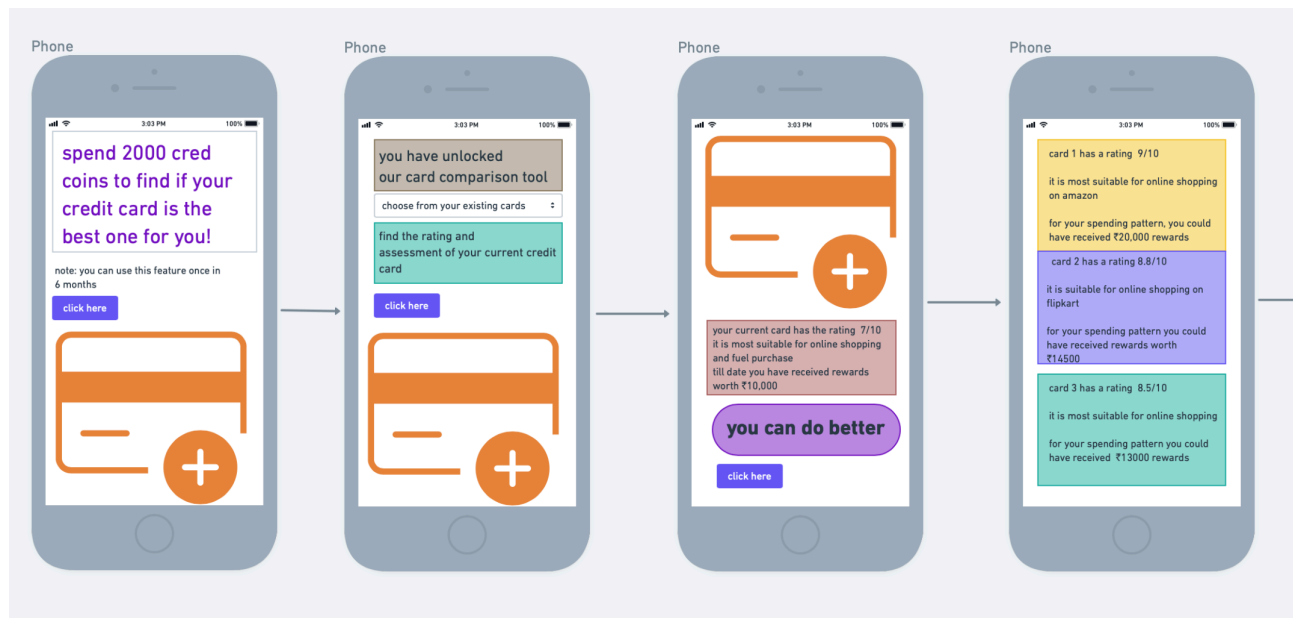 Phone
3:03 PM
100%
spend 2000 cred
coins to find if your
credit card is the
best one for you!
note: you can use this feature once in
6 months
click here
Phone
3:03 PM
100%
you have unlocked
our card comparison tool
choose from your existing cards
find the rating and
assessment of your current credit
card
click here
Phone
3:03 PM
100%
your current card has the rating 7/10
it is most suitable for online shopping
and fuel purchase
till date you have received rewards
worth ₹10,000
you can do better
click here
Phone
3:03 PM
100%
card 1 has a rating 9/10
it is most suitable for online shopping
on amazon
for your spending pattern, you could
have received ₹20,000 rewards
card 2 has a rating 8.8/10
it is suitable for online shopping on
flipkart
for your spending pattern you could
have received rewards worth
₹14500
card 3 has a rating 8.5/10
it is most suitable for online shopping
for your spending pattern you could
have received ₹13000 rewards